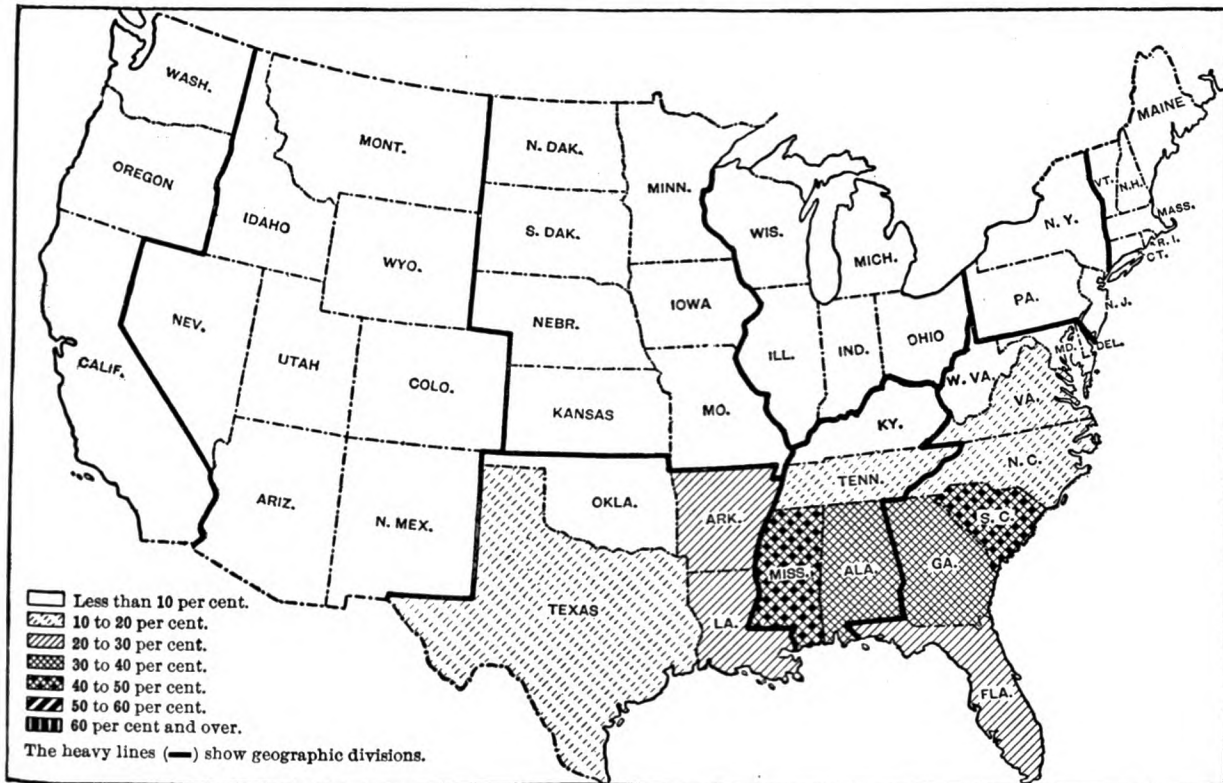 WASH.
MONT.
N. DAK.
MINN.
MAINE
OREGON
IDAHO
S. DAK.
WIS.
MICH.
N.Y.
VT.
N.H.
MASS.
R.I.
CT.
WYO.
IOWA
PA.
N.J.
NEV.
NEBR.
ILL.
IND.
OHIO
MD.
DEL.
CALIF.
UTAH
COLO.
KANSAS
MO.
KY.
W. VA.
VA.
ARIZ.
N. MEX.
OKLA.
ARK.
TENN.
N.C.
S.C.
TEXAS
LA.
MISS.
ALA.
GA.
FLA.
Less than 10 per cent.
10 to 20 per cent.
20 to 30 per cent.
30 to 40 per cent.
40 to 50 per cent.
50 to 60 per cent.
60 per cent and over.
The heavy lines (▬) show geographic divisions.